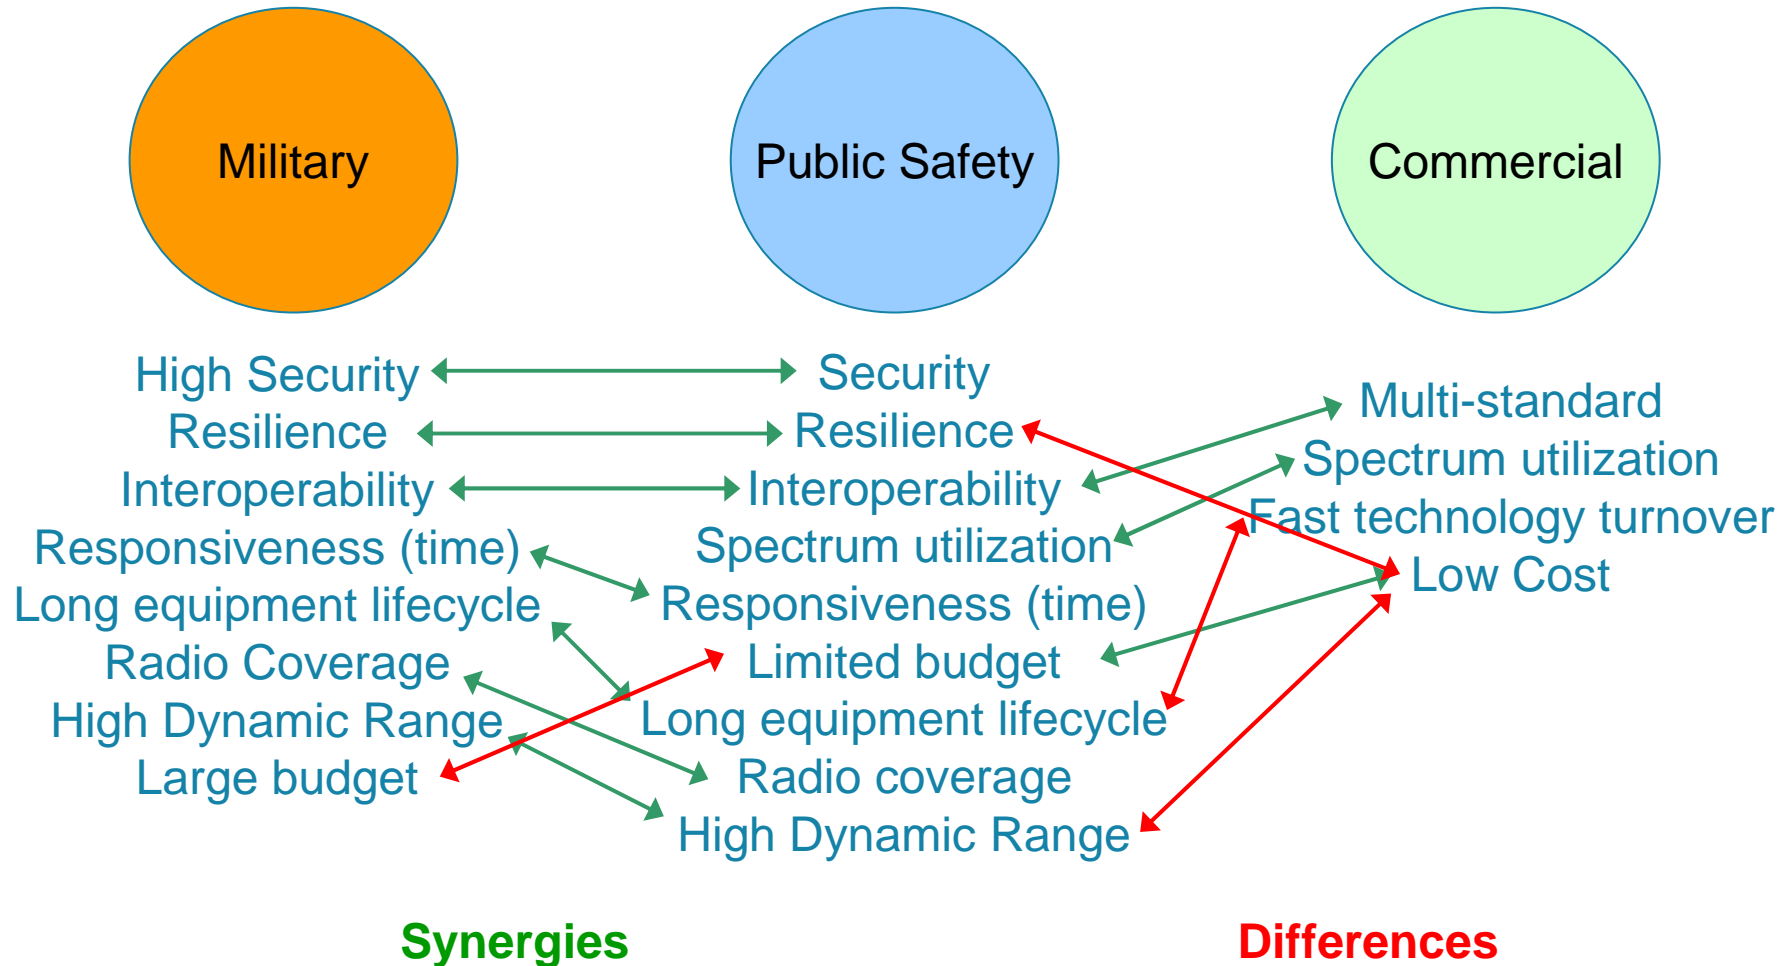 Military
Public Safety
Commercial
High Security
Resilience
Interoperability
Responsiveness (time)
Long equipment lifecycle
Radio Coverage
High Dynamic Range
Large budget
Security
Resilience
Interoperability
Spectrum utilization
Responsiveness (time)
Limited budget
Long equipment lifecycle
Radio coverage
High Dynamic Range
Multi-standard
Spectrum utilization
Fast technology turnover
Low Cost
Synergies
Differences